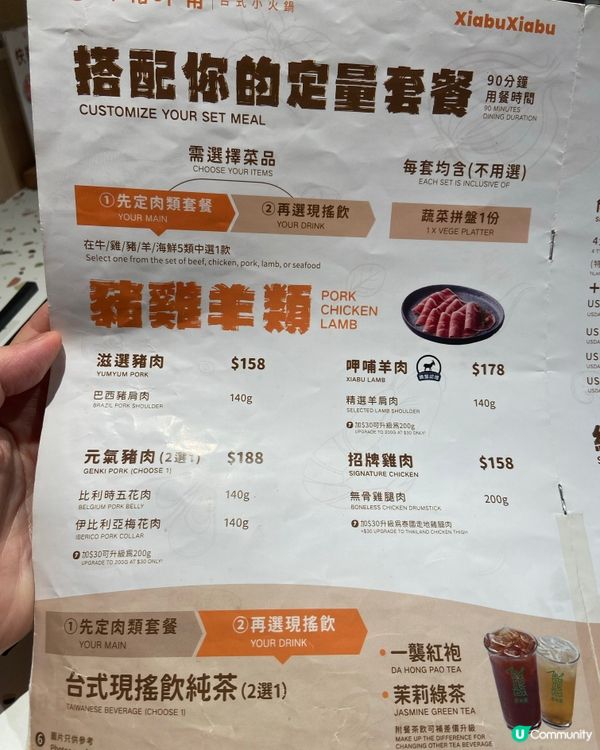 台式小火鍋
XiabuXiabu
搭配你的定量套餐
CUSTOMIZE YOUR SET MEAL
90分鐘
用餐時間
90 MINUTES
DINING DURATION
需選擇菜品
CHOOSE YOUR ITEMS
每套均含(不用選)
EACH SET IS INCLUSIVE OF
①先定肉類套餐
YOUR MAIN
②再選現搖飲
YOUR DRINK
蔬菜拼盤1份
1 X VEGE PLATTER
在牛/雞/豬/羊/海鮮5類中選1款
Select one from the set of beef, chicken, pork, lamb, or seafood
豬雞羊類
PORK
CHICKEN
LAMB
滋選豬肉 $158
YUMYUM PORK
巴西豬肩肉 140g
BRAZIL PORK SHOULDER
呷哺羊肉 $178
XIABU LAMB
精選羊肩肉 140g
SELECTED LAMB SHOULDER
加$30可升級為200g
UPGRADE TO 200G AT $30 ONLY!
元氣豬肉(2選1) $188
GENKI PORK (CHOOSE 1)
比利時五花肉 140g
BELGIUM PORK BELLY
伊比利亞梅花肉 140g
IBERICO PORK COLLAR
加$30可升級為200g
UPGRADE TO 200G AT $30 ONLY!
招牌雞肉 $158
SIGNATURE CHICKEN
無骨雞腿肉 200g
BONELESS CHICKEN DRUMSTICK
加$30升級為泰國走地雞腿肉
+$30 UPGRADE TO THAILAND CHICKEN THIGH
①先定肉類套餐
YOUR MAIN
②再選現搖飲
YOUR DRINK
台式現搖飲純茶(2選1)
TAIWANESE BEVERAGE (CHOOSE 1)
•一襲紅袍
DA HONG PAO TEA
•茉莉綠茶
JASMINE GREEN TEA
附餐茶飲可補差價升級
MAKE UP THE DIFFERENCE FOR
CHANGING OTHER TEA BEVERAGE
6
圖片只供參考
U Community